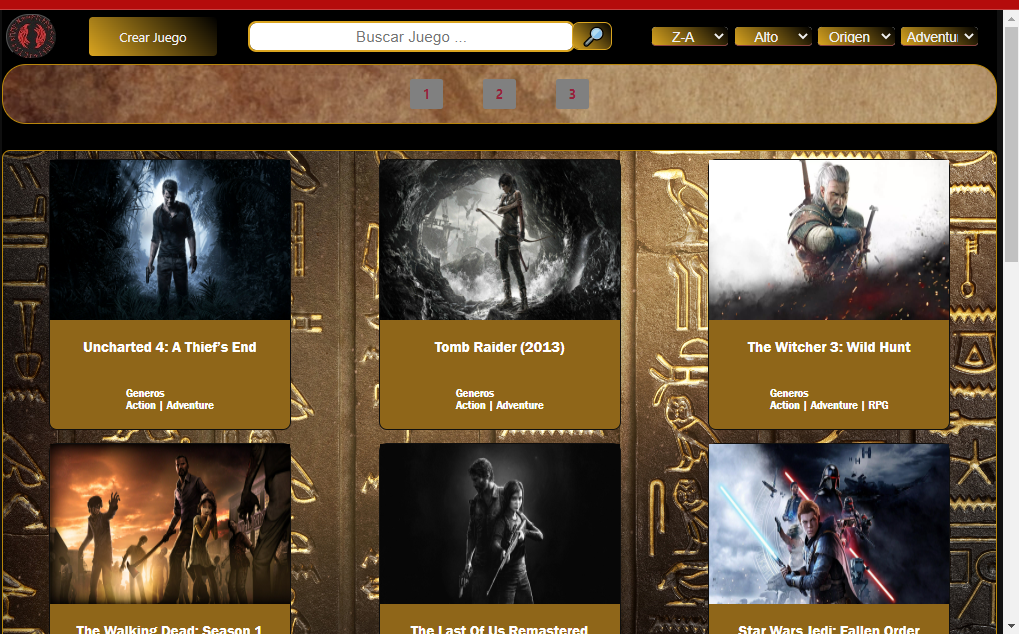 Crear Juego
Buscar Juego ...
Z-A
Alto
Origen
Adventu
1
2
3
Uncharted 4: A Thief's End
Generos
Action | Adventure
Tomb Raider (2013)
Generos
Action | Adventure
The Witcher 3: Wild Hunt
Generos
Action | Adventure | RPG
The Walking Dead: Season 1
The Last Of Us Remastered
Star Wars Jedi: Fallen Order